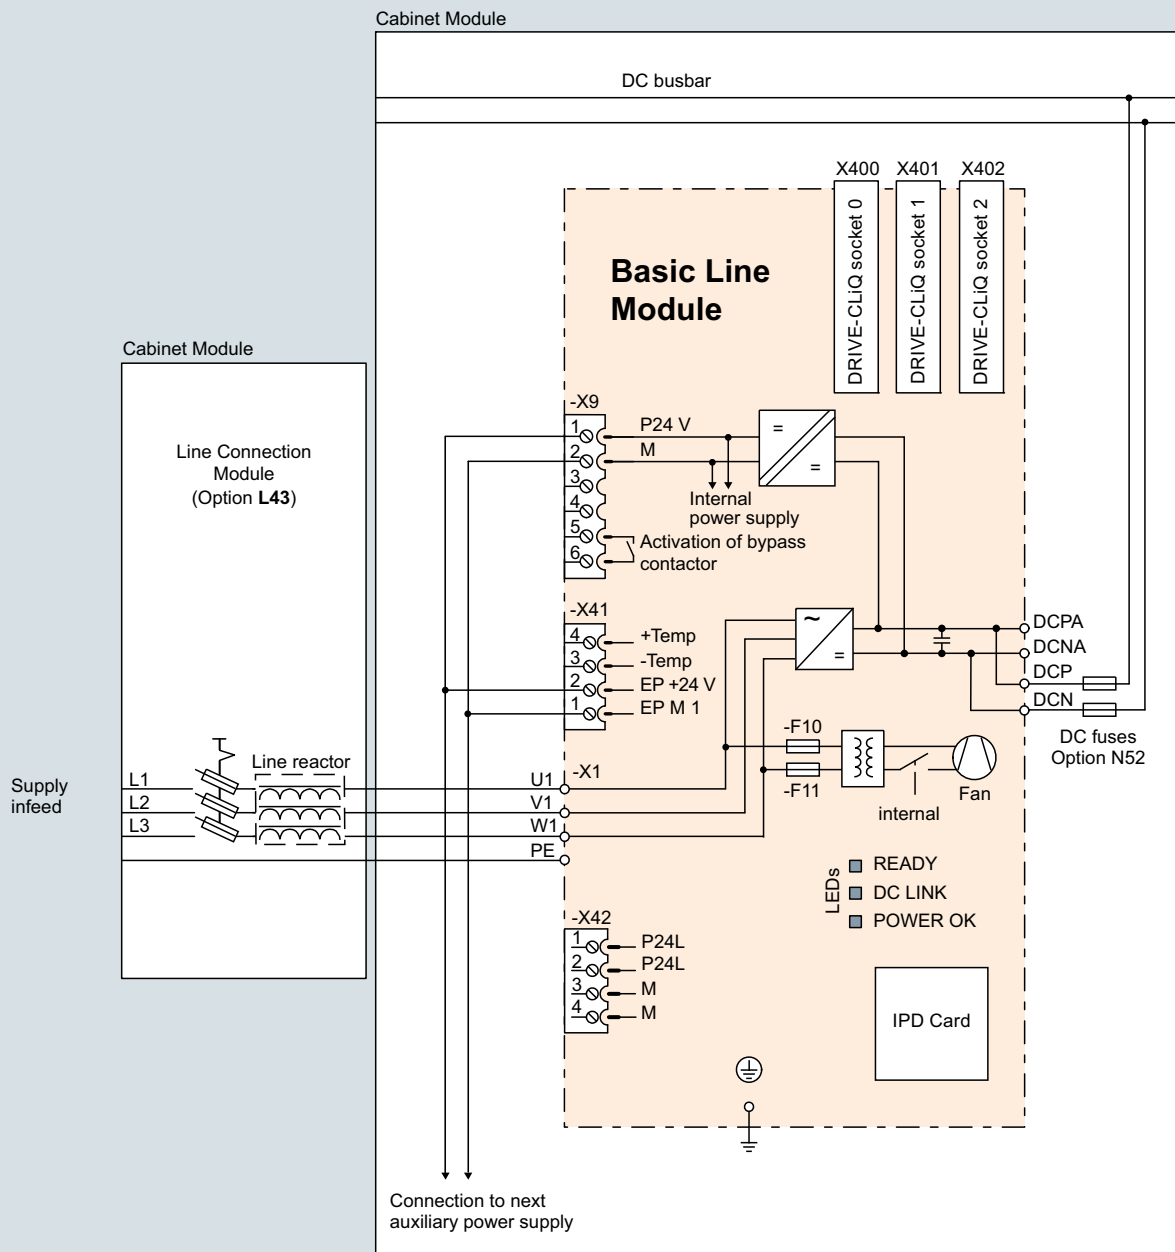 Cabinet Module
DC busbar
X400
X401
X402
DRIVE-CLiQ socket 0
DRIVE-CLiQ socket 1
DRIVE-CLiQ socket 2
Basic Line
Module
Cabinet Module
Line Connection
Module
(Option L43)
-X9
1
2
3
4
5
6
P24 V
M
=
=
Internal
power supply
Activation of bypass
contactor
-X41
4
3
2
1
+Temp
-Temp
EP +24 V
EP M 1
~
=
DCPA
DCNA
DCP
DCN
DC fuses
Option N52
-F10
-F11
internal
Fan
Supply
infeed
L1
L2
L3
Line reactor
-X1
U1
V1
W1
PE
LEDs
READY
DC LINK
POWER OK
-X42
1
2
3
4
P24L
P24L
M
M
IPD Card
Connection to next
auxiliary power supply